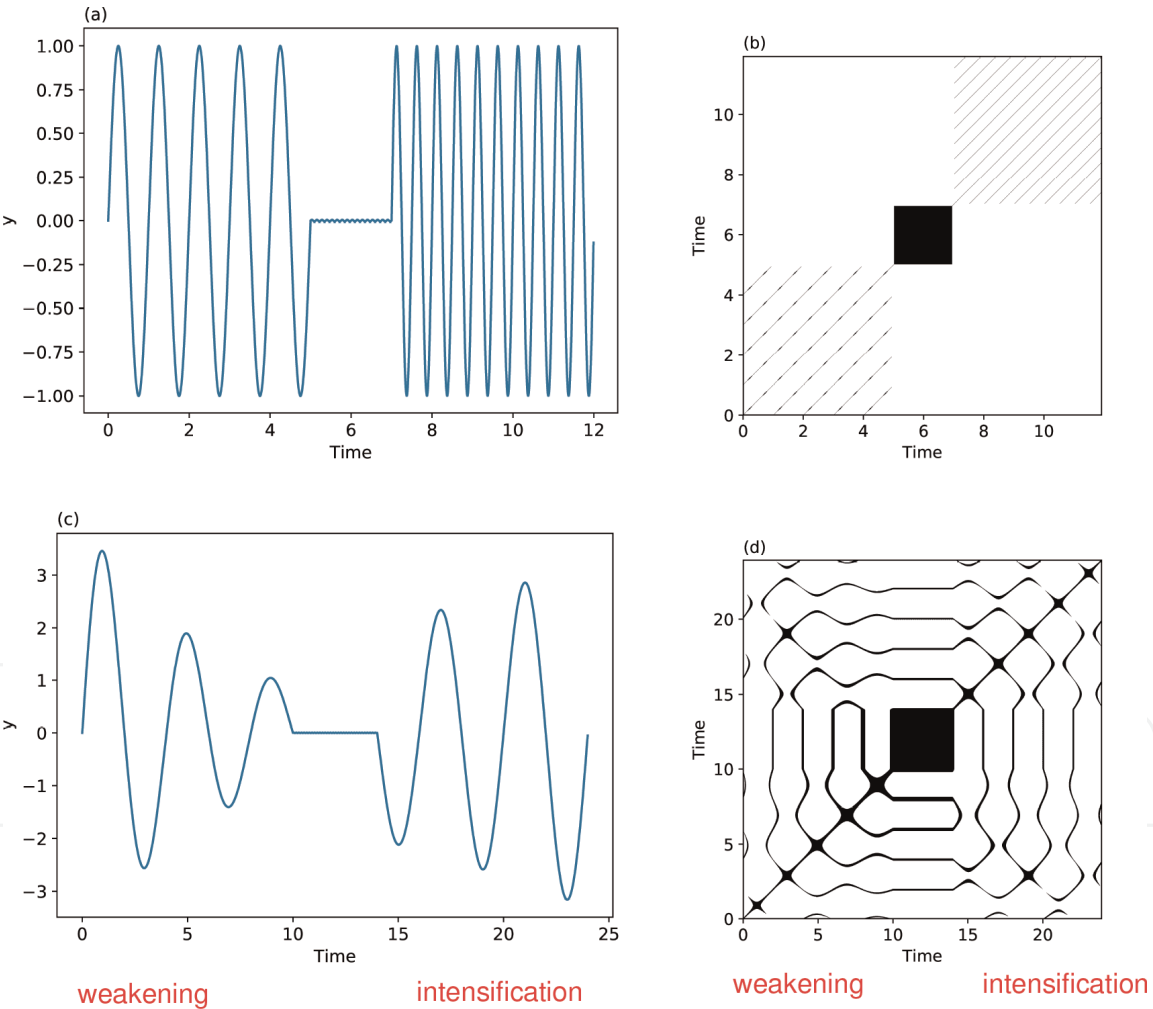 (a)
1.00
0.75
0.50
0.25
0.00
−0.25
−0.50
−0.75
−1.00
y
0 2 4 6 8 10 12
Time
(b)
10
8
6
4
2
0
Time
0 2 4 6 8 10
Time
(c)
3
2
1
0
−1
−2
−3
y
0 5 10 15 20 25
Time
(d)
20
15
10
5
0
Time
0 5 10 15 20
Time
weakening intensification
weakening intensification